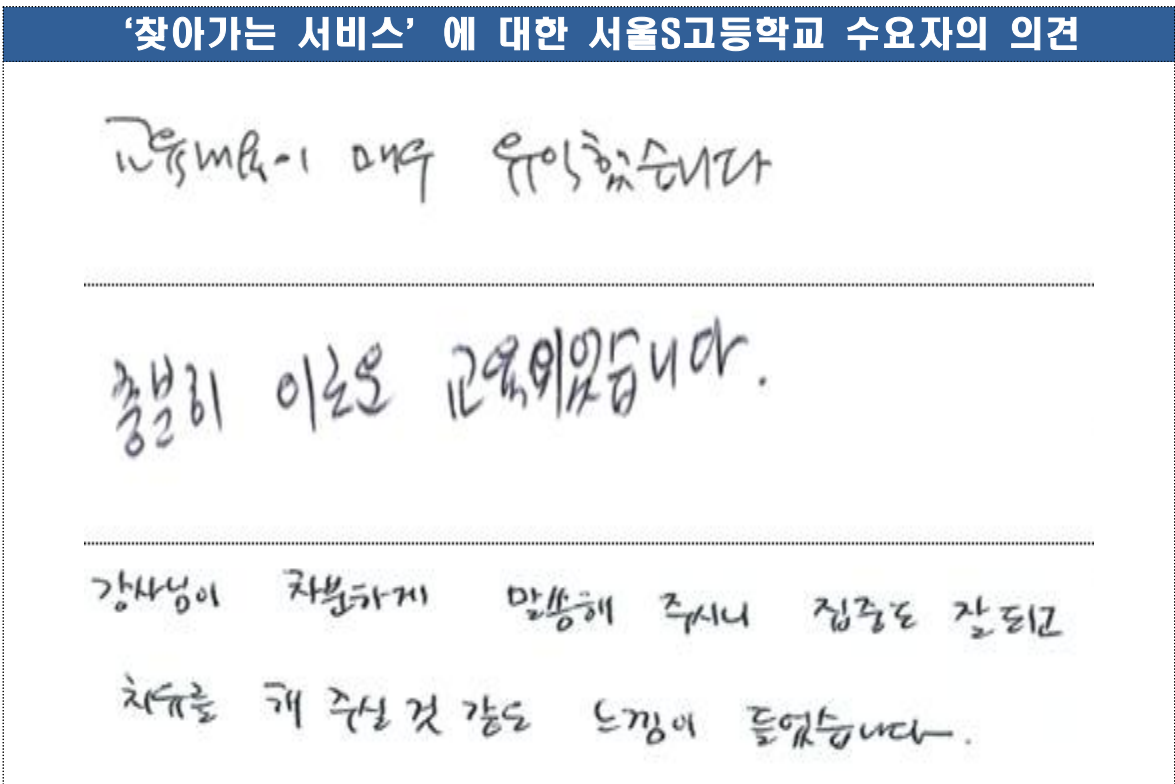 ‘찾아가는 서비스’ 에 대한 서울S고등학교 수요자의 의견
교육내용이 매우 유익했습니다
충분히 이로운 교육이었습니다.
강사님이 차분하게 말씀해 주시니 집중도 잘 되고
치유를 해 주실 것 같은 느낌이 들었습니다.